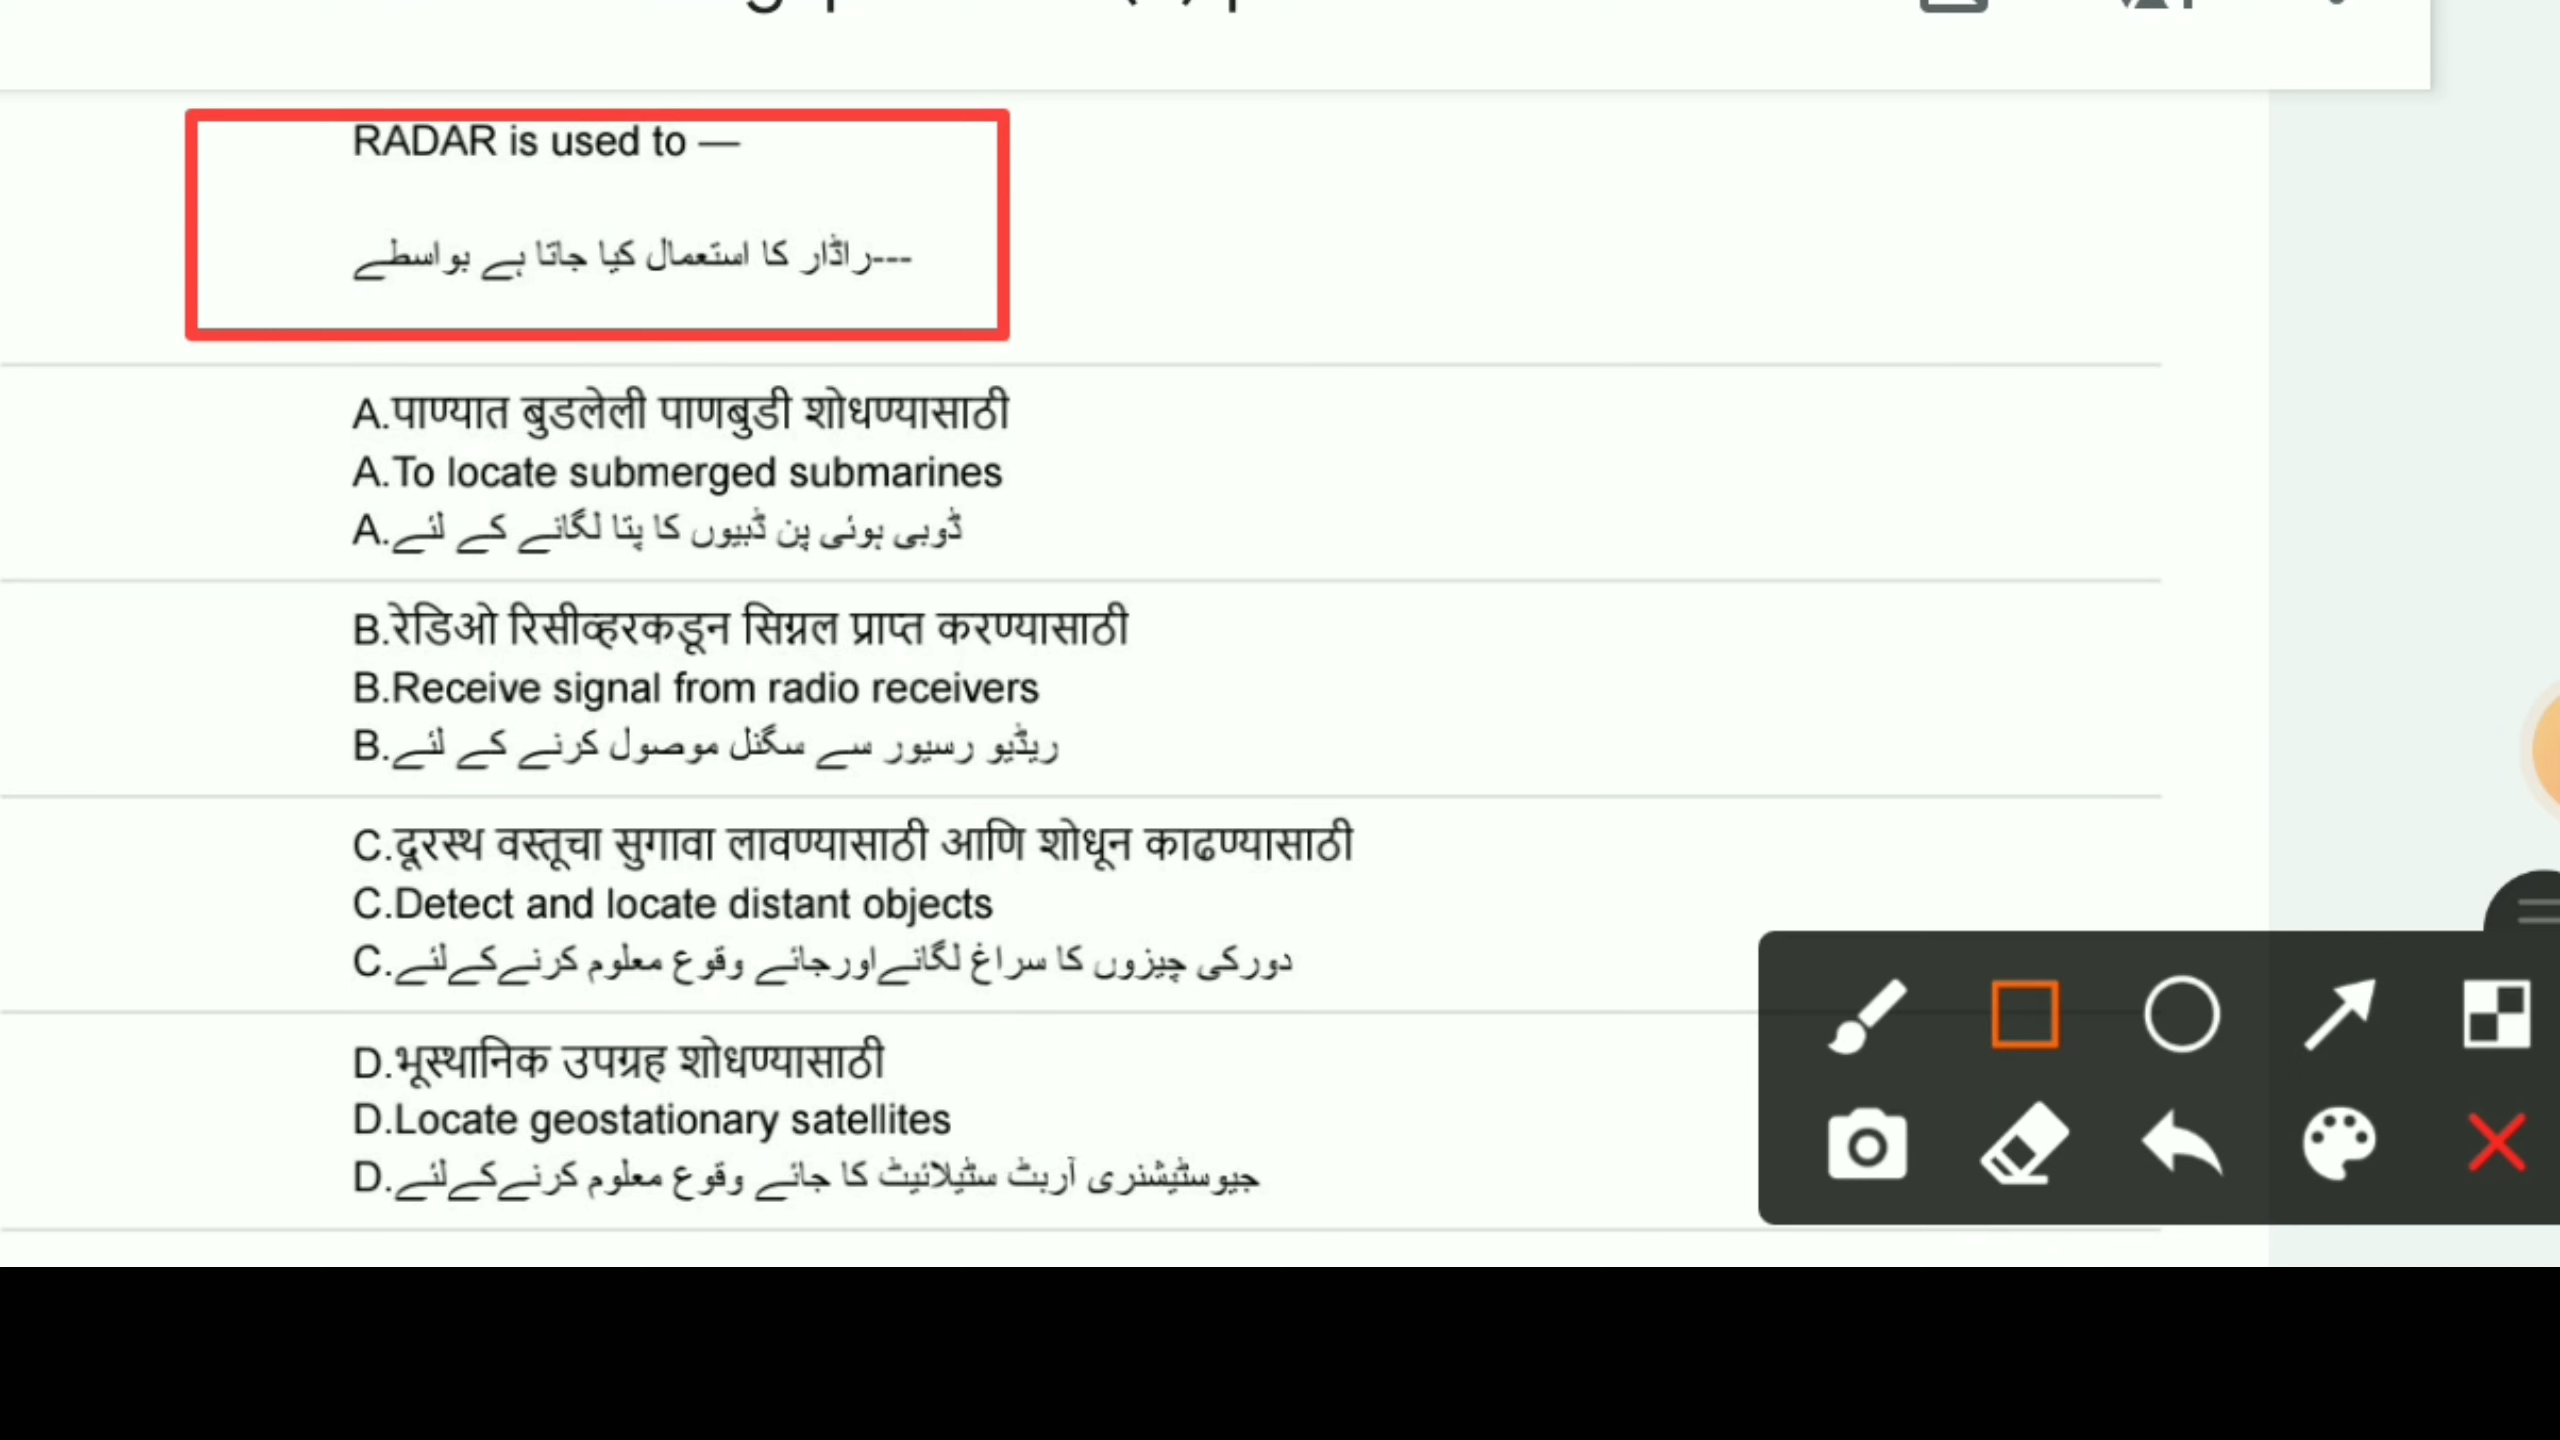 RADAR is used to —
راڈار کا استعمال کیا جاتا ہے بواسطے---
A.पाण्यात बुडलेली पाणबुडी शोधण्यासाठी
A.To locate submerged submarines
A.ڈوبی ہوئی پن ڈبیوں کا پتا لگانے کے لئے
B.रेडिओ रिसीव्हरकडून सिग्नल प्राप्त करण्यासाठी
B.Receive signal from radio receivers
B.ریڈیو رسیور سے سگنل موصول کرنے کے لئے
C.दूरस्थ वस्तूचा सुगावा लावण्यासाठी आणि शोधून काढण्यासाठी
C.Detect and locate distant objects
C.دورکی چیزوں کا سراغ لگانےاورجائے وقوع معلوم کرنےکےلئے
D.भूस्थानिक उपग्रह शोधण्यासाठी
D.Locate geostationary satellites
D.جیوسٹیشنری آربٹ سٹیلائیٹ کا جائے وقوع معلوم کرنےکےلئے